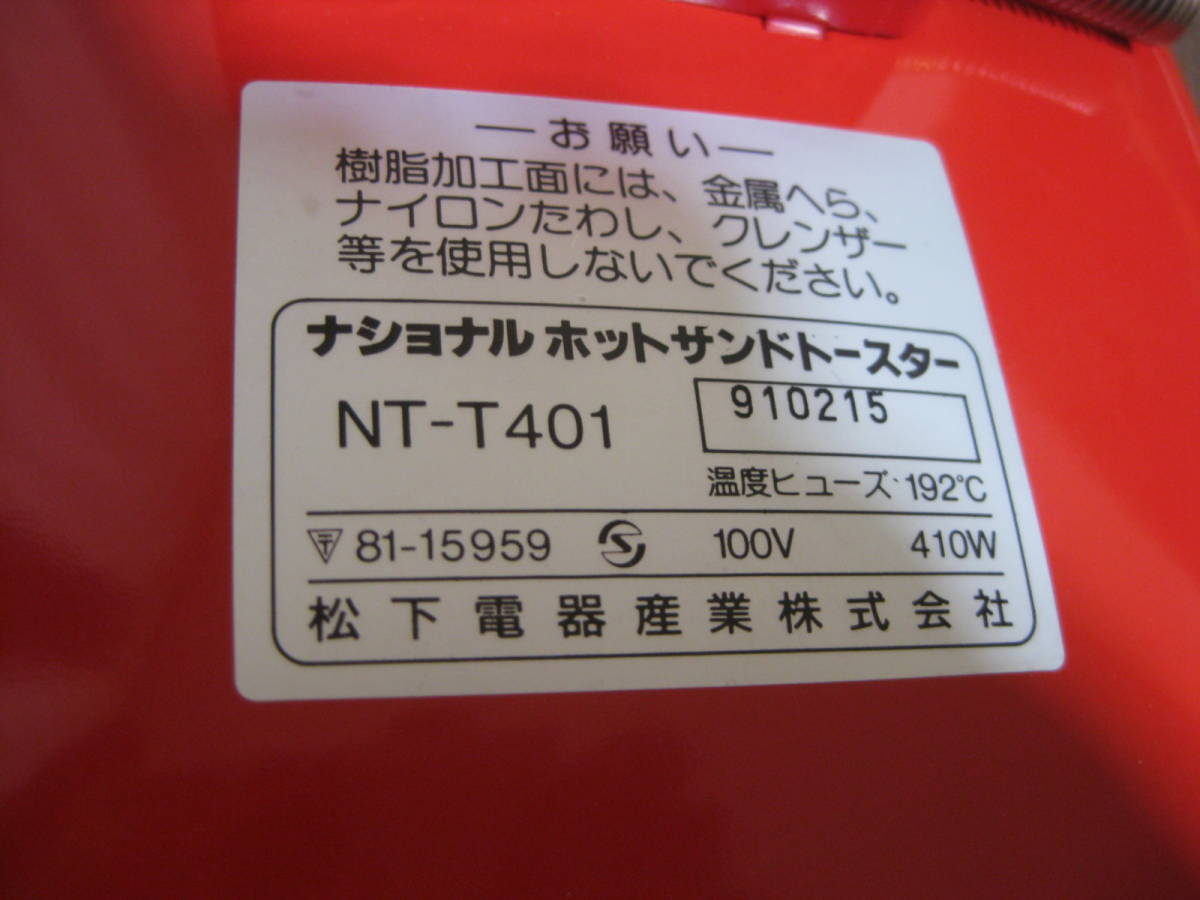 ―お願い―
樹脂加工面には、金属へら、
ナイロンたわし、クレンザー
等を使用しないでください。
ナショナル ホットサンドトースター
NT-T401
910215
温度ヒューズ 192℃
〒 81-15959 100V 410W
松下電器産業株式会社